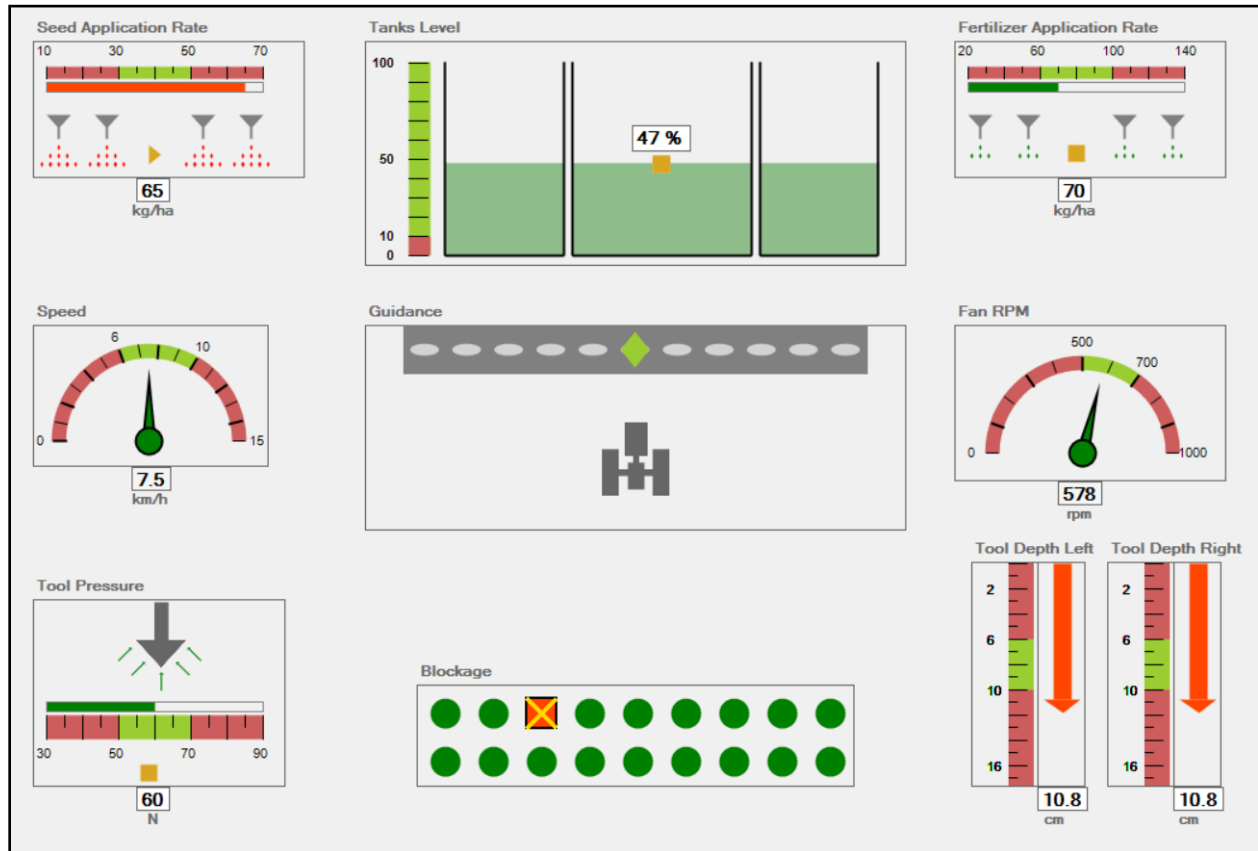 Seed Application Rate
10 30 50 70
65
kg/ha
Tanks Level
100
50
10
0
47 %
Fertilizer Application Rate
20 60 100 140
70
kg/ha
Speed
0 6 10 15
7.5
km/h
Guidance
Fan RPM
0 500 700 1000
578
rpm
Tool Pressure
30 50 70 90
60
N
Blockage
Tool Depth Left
2
6
10
16
10.8
cm
Tool Depth Right
2
6
10
16
10.8
cm